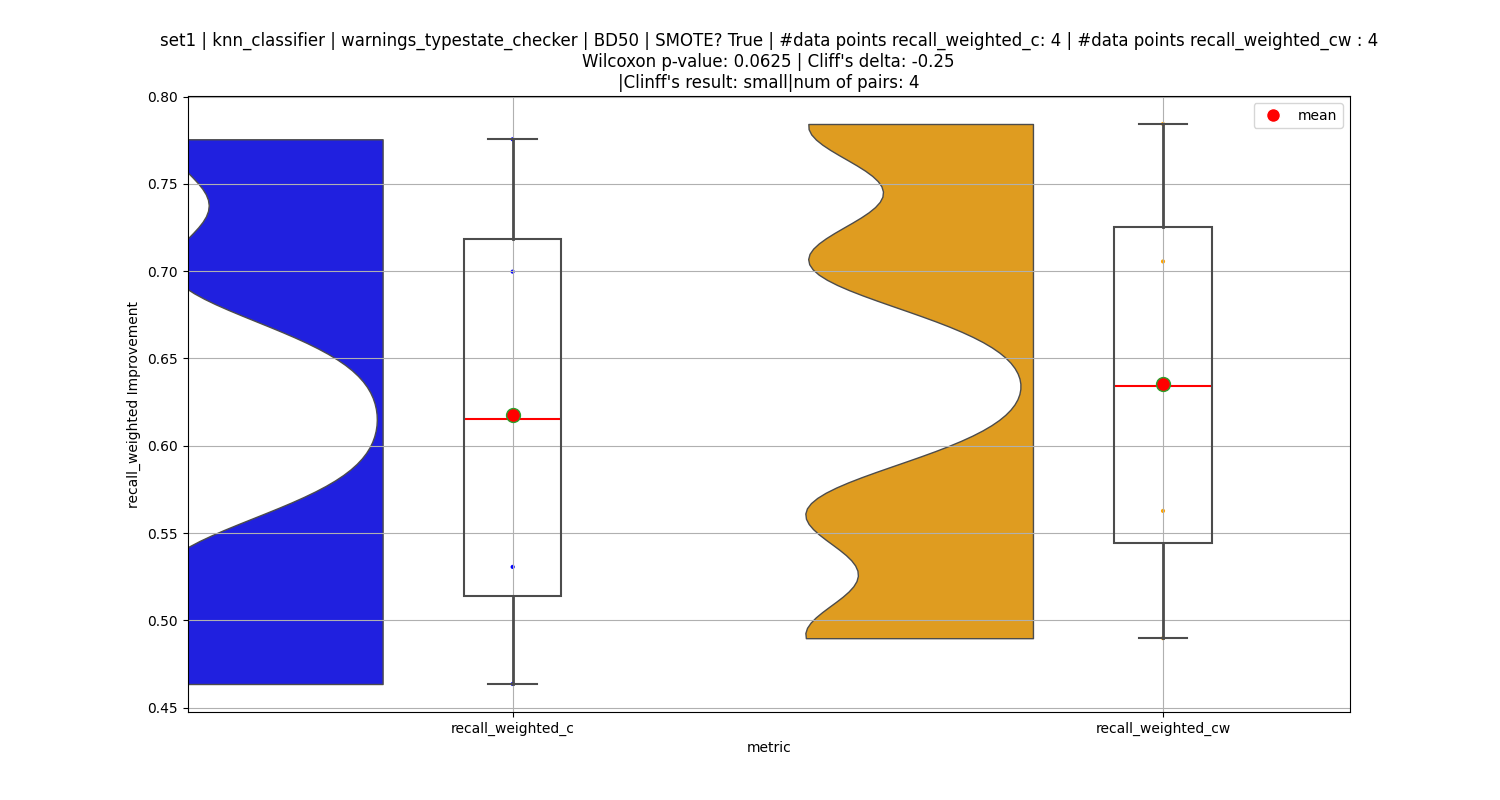 set1 | knn_classifier | warnings_typestate_checker | BD50 | SMOTE? True | #data points recall_weighted_c: 4 | #data points recall_weighted_cw : 4
Wilcoxon p-value: 0.0625 | Cliff's delta: -0.25
|Clinff's result: small|num of pairs: 4
mean
0.80
0.75
0.70
0.65
0.60
0.55
0.50
0.45
recall_weighted Improvement
recall_weighted_c
recall_weighted_cw
metric